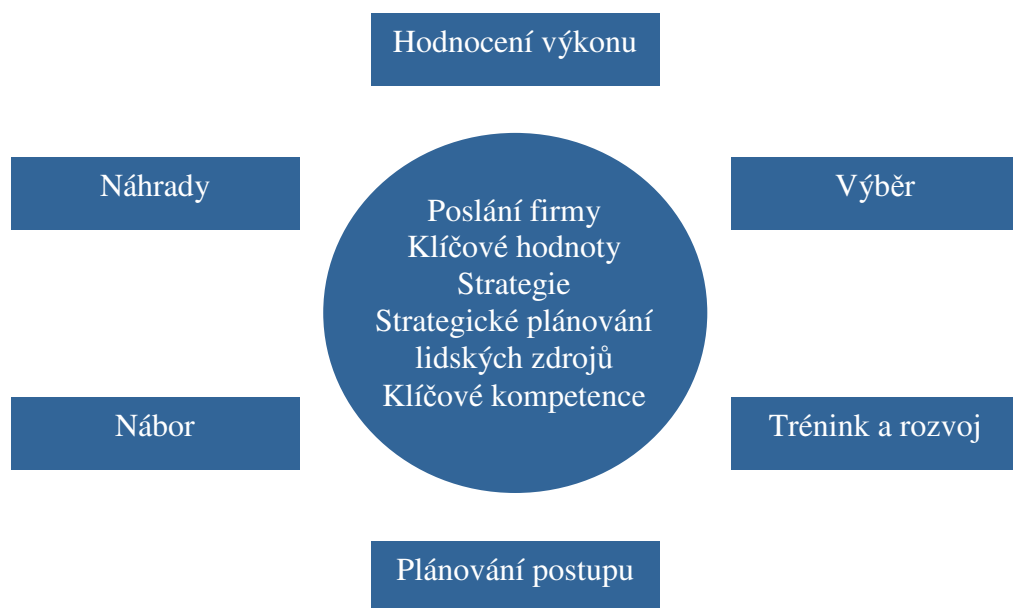 Hodnocení výkonu
Náhrady
Výběr
Poslání firmy
Klíčové hodnoty
Strategie
Strategické plánování
lidských zdrojů
Klíčové kompetence
Nábor
Trénink a rozvoj
Plánování postupu